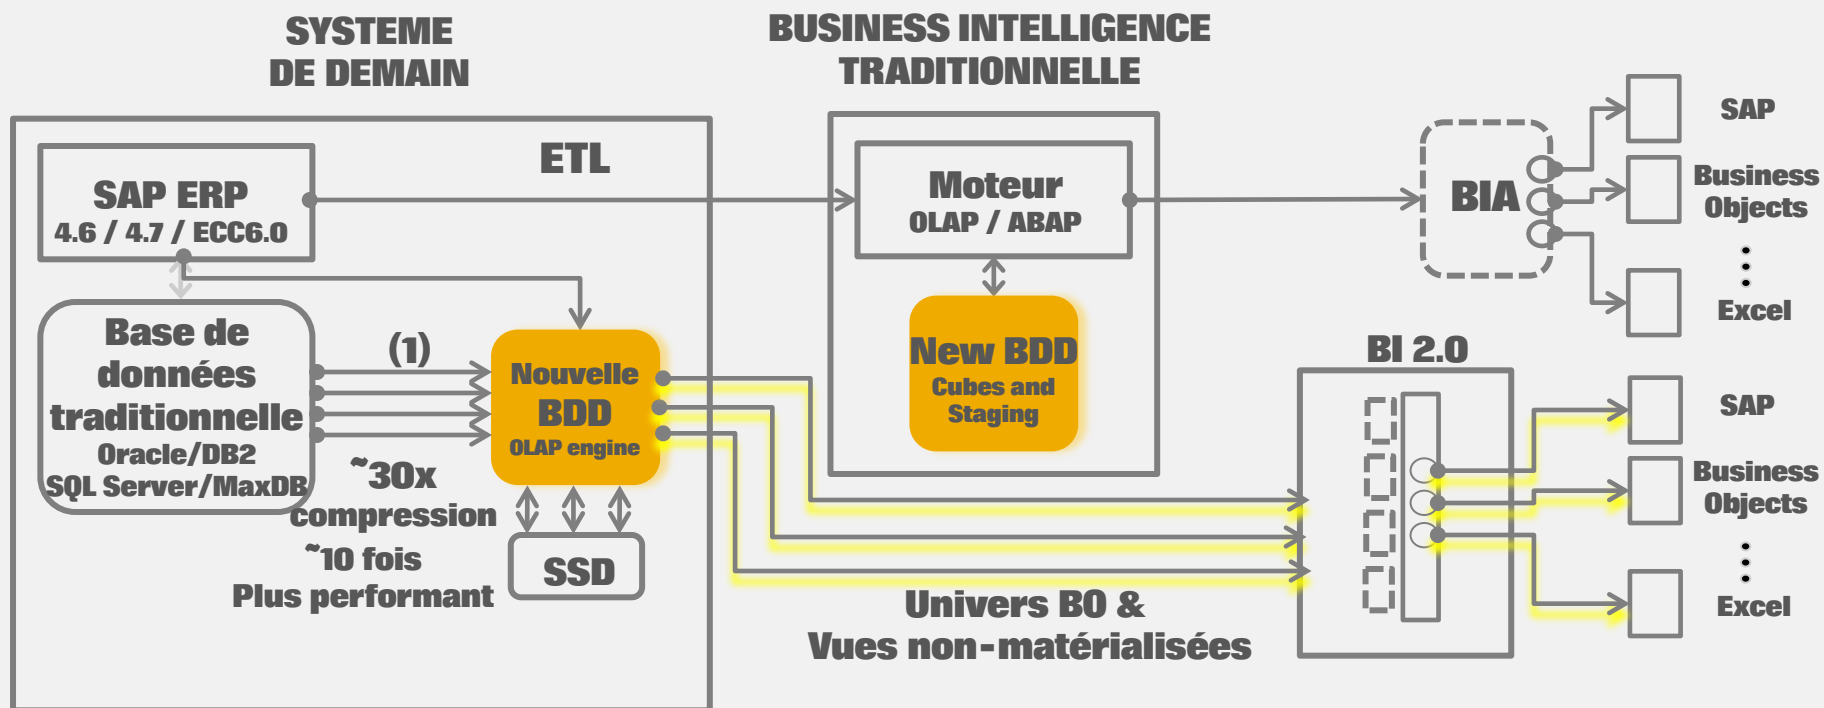 SYSTEME
DE DEMAIN
BUSINESS INTELLIGENCE
TRADITIONNELLE
ETL
SAP ERP
4.6 / 4.7 / ECC6.0
Moteur
OLAP / ABAP
BIA
SAP
Business
Objects
Excel
Base de
données
traditionnelle
Oracle/DB2
SQL Server/MaxDB
(1)
~30x
compression
~10 fois
Plus performant
Nouvelle
BDD
OLAP engine
SSD
New BDD
Cubes and
Staging
BI 2.0
SAP
Business
Objects
Excel
Univers BO &
Vues non-matérialisées